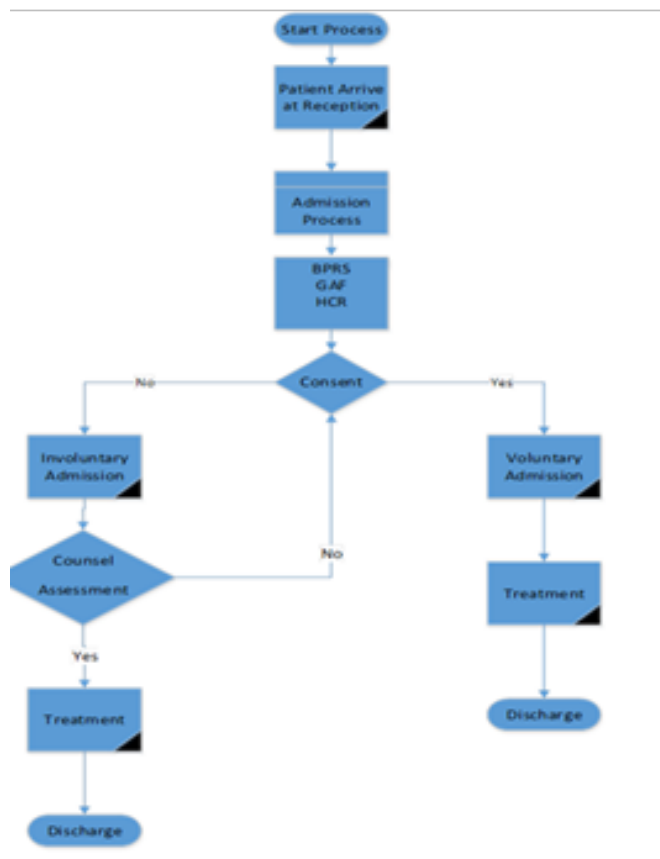 Start Process
Patient Arrive
at Reception
Admission
Process
BPRS
GAF
HCR
Consent
No
Yes
Involuntary
Admission
Voluntary
Admission
Counsel
Assessment
No
Treatment
Yes
Treatment
Discharge
Discharge